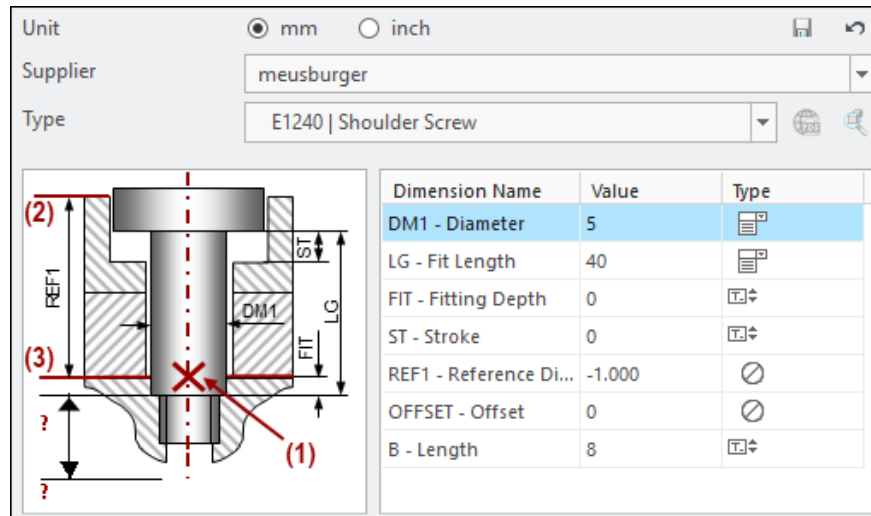 Unit mm inch
Supplier meusburger
Type E1240 | Shoulder Screw
Dimension Name Value Type
DM1 - Diameter 5
LG - Fit Length 40
FIT - Fitting Depth 0
ST - Stroke 0
REF1 - Reference Di... -1.000
OFFSET - Offset 0
B - Length 8
(2)
ST
REF1
LG
DM1
FIT
(3)
?
(1)
?